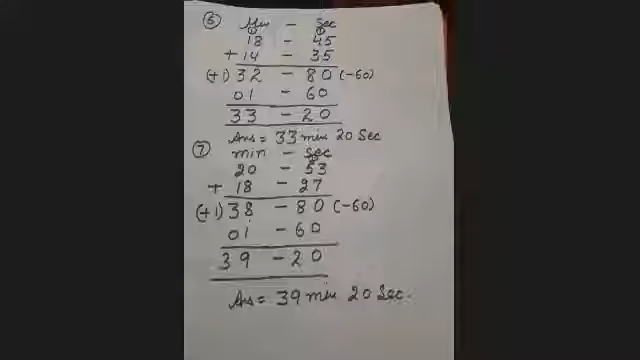 ⑥ Min - Sec
18 - 45
+ 14 - 35
(+1) 32 - 80 (-60)
01 - 60
33 - 20
Ans = 33 min 20 Sec
⑦ min - Sec
20 - 53
+ 18 - 27
(+1) 38 - 80 (-60)
01 - 60
39 - 20
Ans = 39 min 20 Sec.